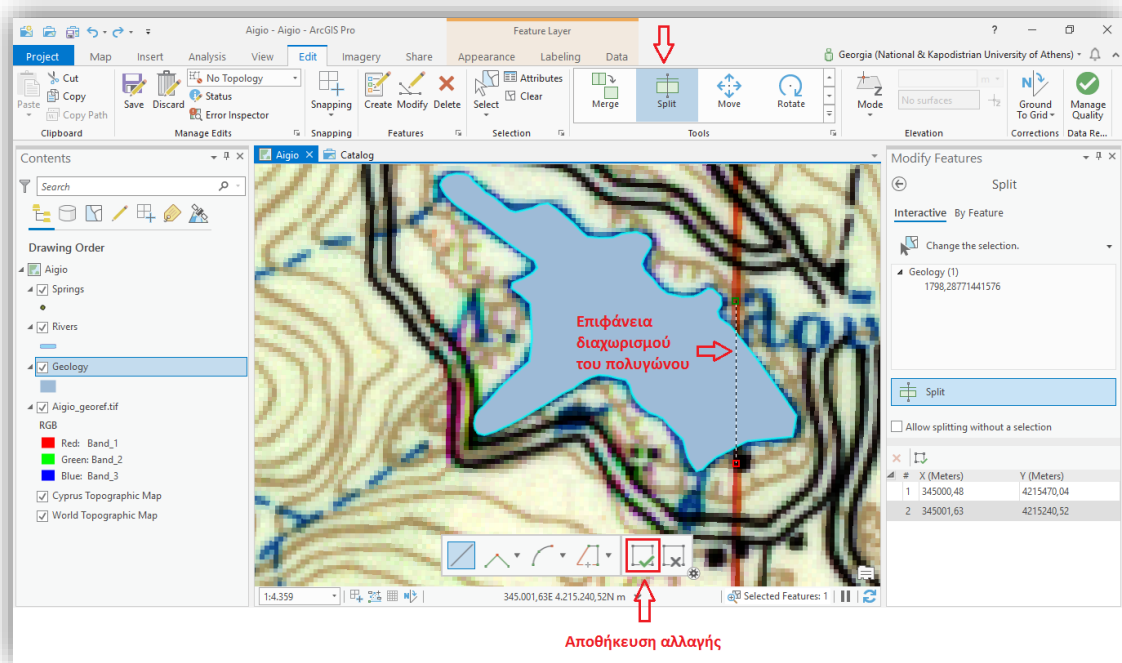 Aigio - Aigio - ArcGIS Pro
Feature Layer
?
Project Map Insert Analysis View Edit Imagery Share Appearance Labeling Data
Georgia (National & Kapodistrian University of Athens)
Paste
Cut
Copy
Copy Path
Clipboard
Save
Discard
No Topology
Status
Error Inspector
Manage Edits
Snapping
Snapping
Create
Modify
Delete
Features
Select
Attributes
Clear
Selection
Merge
Split
Move
Rotate
Tools
Mode
No surfaces
m
Elevation
Ground To Grid
Corrections
Manage Quality
Data Re...
Contents
Search
Drawing Order
Aigio
Springs
Rivers
Geology
Aigio_georef.tif
RGB
Red: Band_1
Green: Band_2
Blue: Band_3
Cyprus Topographic Map
World Topographic Map
Aigio
Catalog
Επιφάνεια
διαχωρισμού
του πολυγώνου
1:4.359
345.001,63E 4.215.240,52N m
Selected Features: 1
Modify Features
Split
Interactive By Feature
Change the selection.
Geology (1)
1798,28771441576
Split
Allow splitting without a selection
# X (Meters) Y (Meters)
1 345000,48 4215470,04
2 345001,63 4215240,52
Αποθήκευση αλλαγής